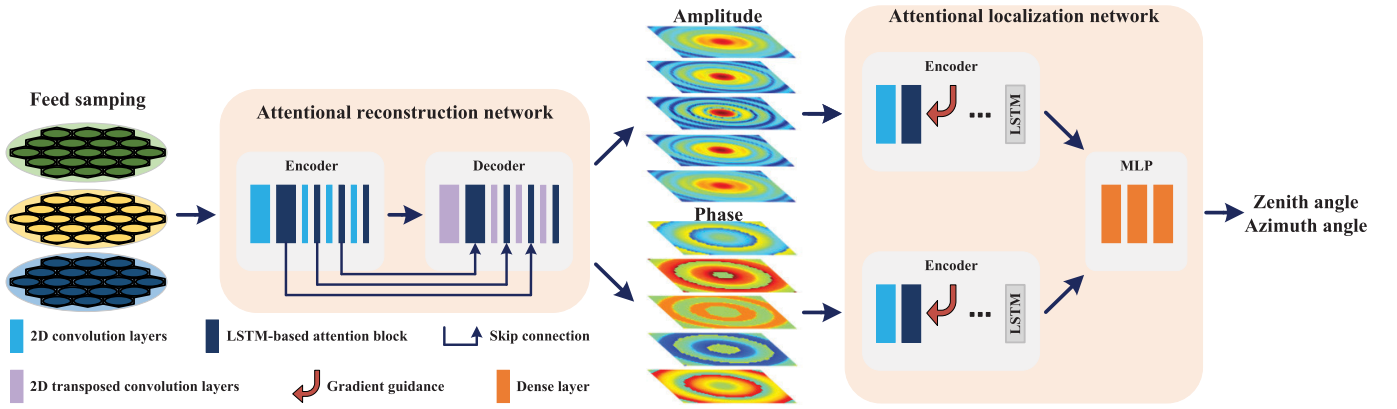 Feed samping
Attentional reconstruction network
Encoder
Decoder
Amplitude
Phase
Attentional localization network
Encoder
LSTM
Encoder
LSTM
MLP
Zenith angle
Azimuth angle
2D convolution layers
LSTM-based attention block
Skip connection
2D transposed convolution layers
Gradient guidance
Dense layer